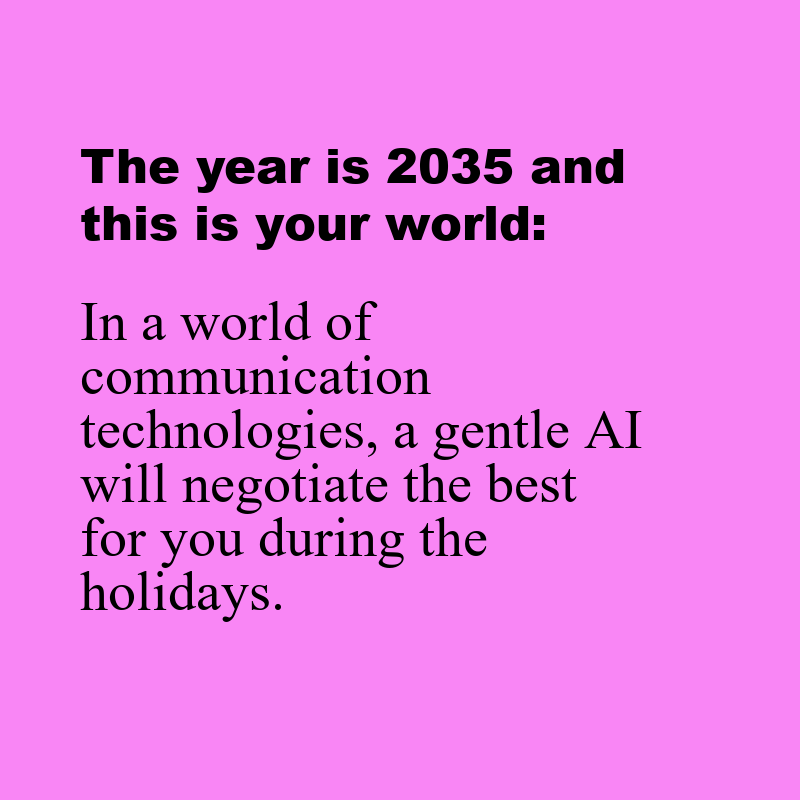 The year is 2035 and
this is your world:
In a world of
communication
technologies, a gentle AI
will negotiate the best
for you during the
holidays.